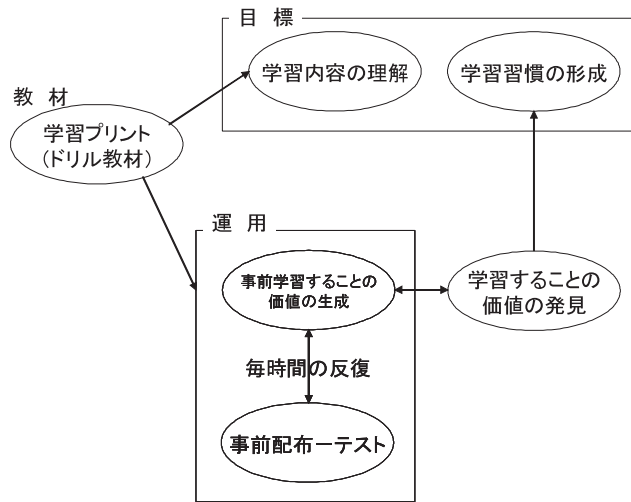 目 標
学習内容の理解
学習習慣の形成
教 材
学習プリント
(ドリル教材)
運 用
事前学習することの
価値の生成
学習することの
価値の発見
毎時間の反復
事前配布ーテスト